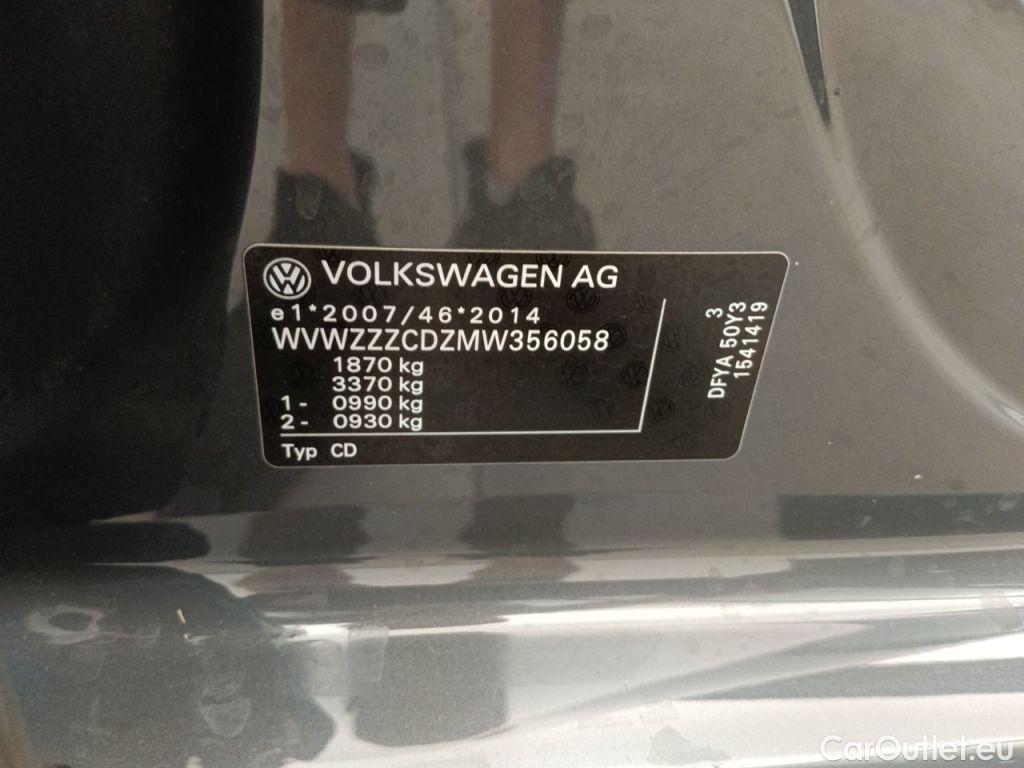 VOLKSWAGEN AG
e1*2007/46*2014
WVWZZZCDZMW356058
1870 kg
3370 kg
1- 0990 kg
2- 0930 kg
Typ CD
3
DFYA 50Y3
1541419
CarOutlet.eu